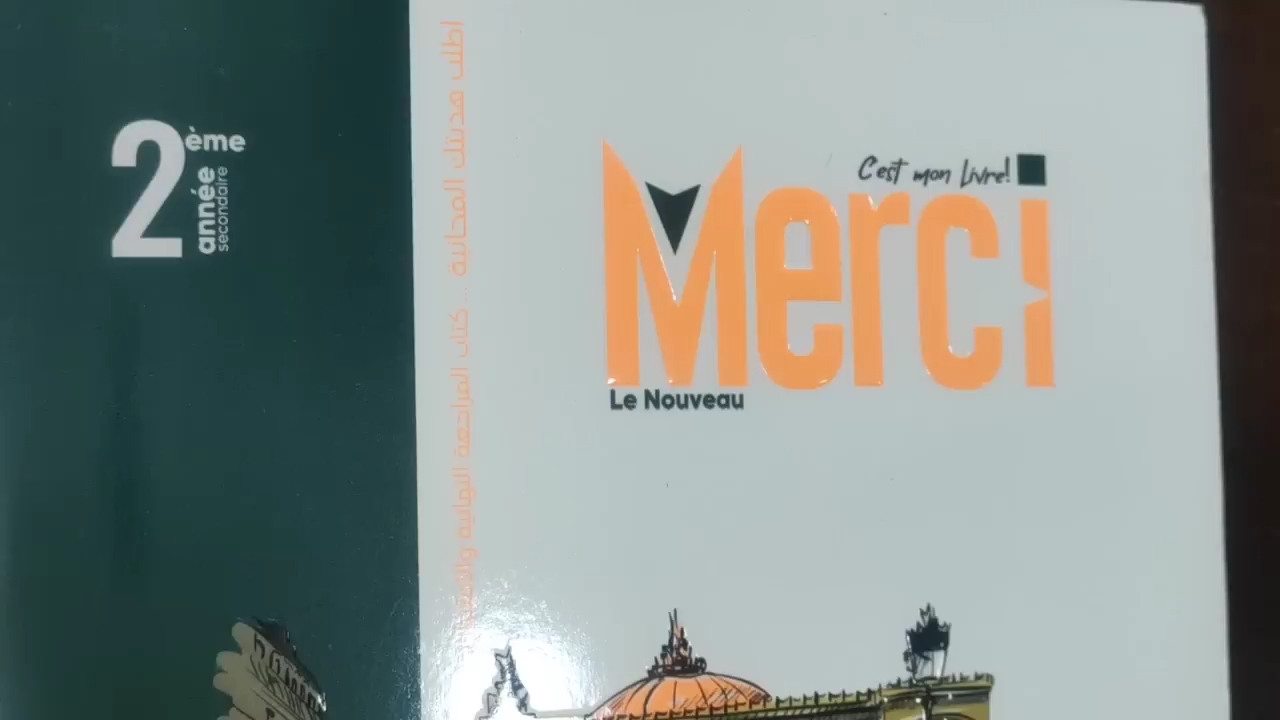 2ème
année
secondaire
اطلب هديتك المجانية ... كتاب المراجعة النهائية
C'est mon Livre!
Merci
Le Nouveau